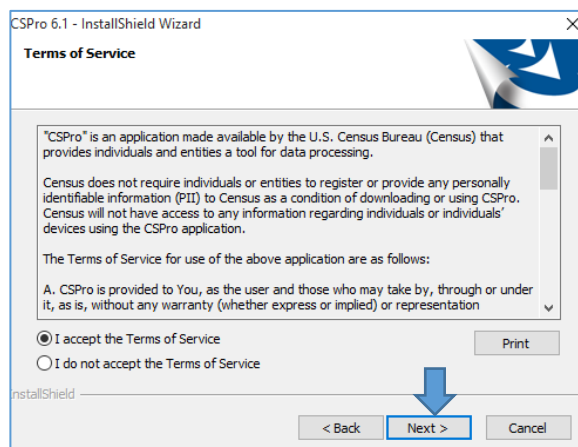 CSPro 6.1 - InstallShield Wizard
Terms of Service
"CSPro" is an application made available by the U.S. Census Bureau (Census) that
provides individuals and entities a tool for data processing.
Census does not require individuals or entities to register or provide any personally
identifiable information (PII) to Census as a condition of downloading or using CSPro.
Census will not have access to any information regarding individuals or individuals'
devices using the CSPro application.
The Terms of Service for use of the above application are as follows:
A. CSPro is provided to You, as the user and those who may take by, through or under
it, as is, without any warranty (whether express or implied) or representation
I accept the Terms of Service
Print
I do not accept the Terms of Service
InstallShield
< Back
Next >
Cancel